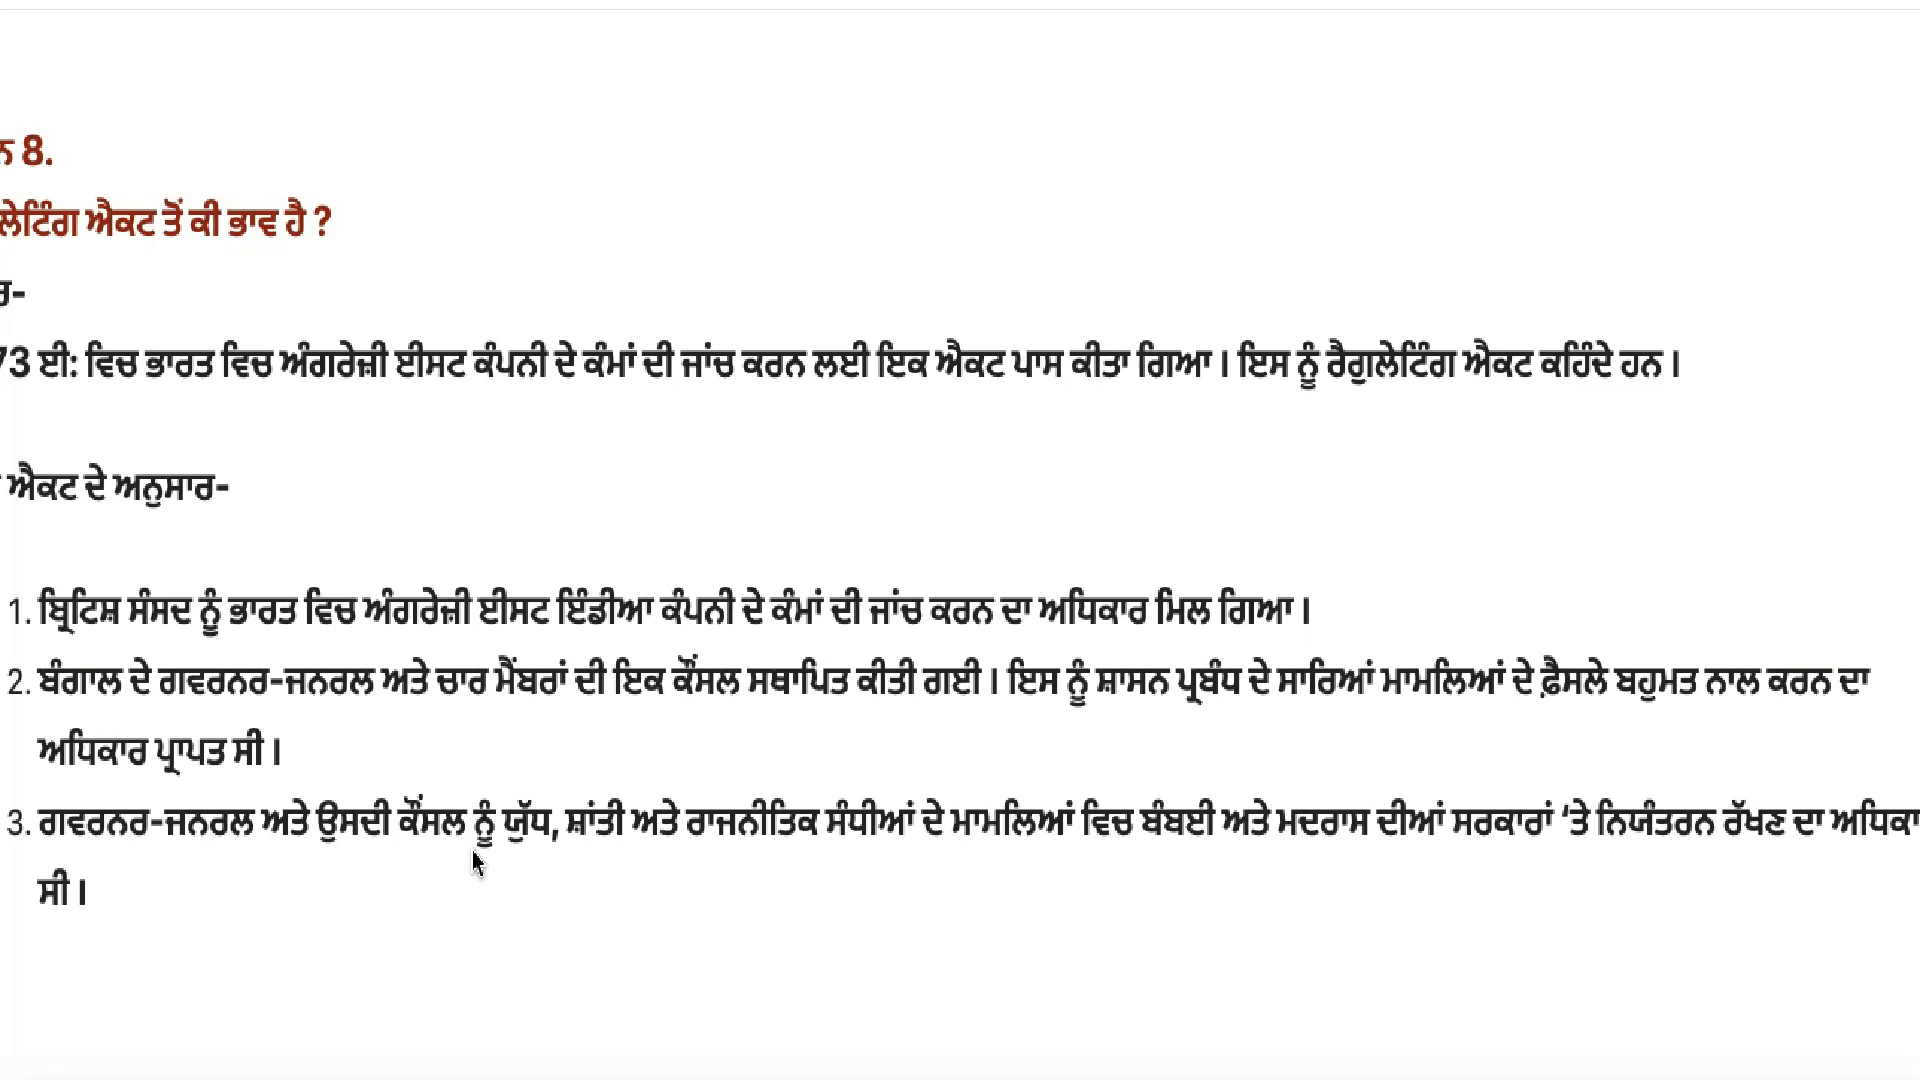 ਨ 8.
ਲੇਟਿੰਗ ਐਕਟ ਤੋਂ ਕੀ ਭਾਵ ਹੈ ?
ਰ-
73 ਈ: ਵਿਚ ਭਾਰਤ ਵਿਚ ਅੰਗਰੇਜ਼ੀ ਈਸਟ ਕੰਪਨੀ ਦੇ ਕੰਮਾਂ ਦੀ ਜਾਂਚ ਕਰਨ ਲਈ ਇਕ ਐਕਟ ਪਾਸ ਕੀਤਾ ਗਿਆ । ਇਸ ਨੂੰ ਰੈਗੁਲੇਟਿੰਗ ਐਕਟ ਕਹਿੰਦੇ ਹਨ ।
ਐਕਟ ਦੇ ਅਨੁਸਾਰ-
1. ਬ੍ਰਿਟਿਸ਼ ਸੰਸਦ ਨੂੰ ਭਾਰਤ ਵਿਚ ਅੰਗਰੇਜ਼ੀ ਈਸਟ ਇੰਡੀਆ ਕੰਪਨੀ ਦੇ ਕੰਮਾਂ ਦੀ ਜਾਂਚ ਕਰਨ ਦਾ ਅਧਿਕਾਰ ਮਿਲ ਗਿਆ ।
2. ਬੰਗਾਲ ਦੇ ਗਵਰਨਰ-ਜਨਰਲ ਅਤੇ ਚਾਰ ਮੈਂਬਰਾਂ ਦੀ ਇਕ ਕੌਂਸਲ ਸਥਾਪਿਤ ਕੀਤੀ ਗਈ । ਇਸ ਨੂੰ ਸ਼ਾਸਨ ਪ੍ਰਬੰਧ ਦੇ ਸਾਰਿਆਂ ਮਾਮਲਿਆਂ ਦੇ ਫ਼ੈਸਲੇ ਬਹੁਮਤ ਨਾਲ ਕਰਨ ਦਾ
ਅਧਿਕਾਰ ਪ੍ਰਾਪਤ ਸੀ ।
3. ਗਵਰਨਰ-ਜਨਰਲ ਅਤੇ ਉਸਦੀ ਕੌਂਸਲ ਨੂੰ ਯੁੱਧ, ਸ਼ਾਂਤੀ ਅਤੇ ਰਾਜਨੀਤਿਕ ਸੰਧੀਆਂ ਦੇ ਮਾਮਲਿਆਂ ਵਿਚ ਬੰਬਈ ਅਤੇ ਮਦਰਾਸ ਦੀਆਂ ਸਰਕਾਰਾਂ ‘ਤੇ ਨਿਯੰਤਰਨ ਰੱਖਣ ਦਾ ਅਧਿਕਾ
ਸੀ ।